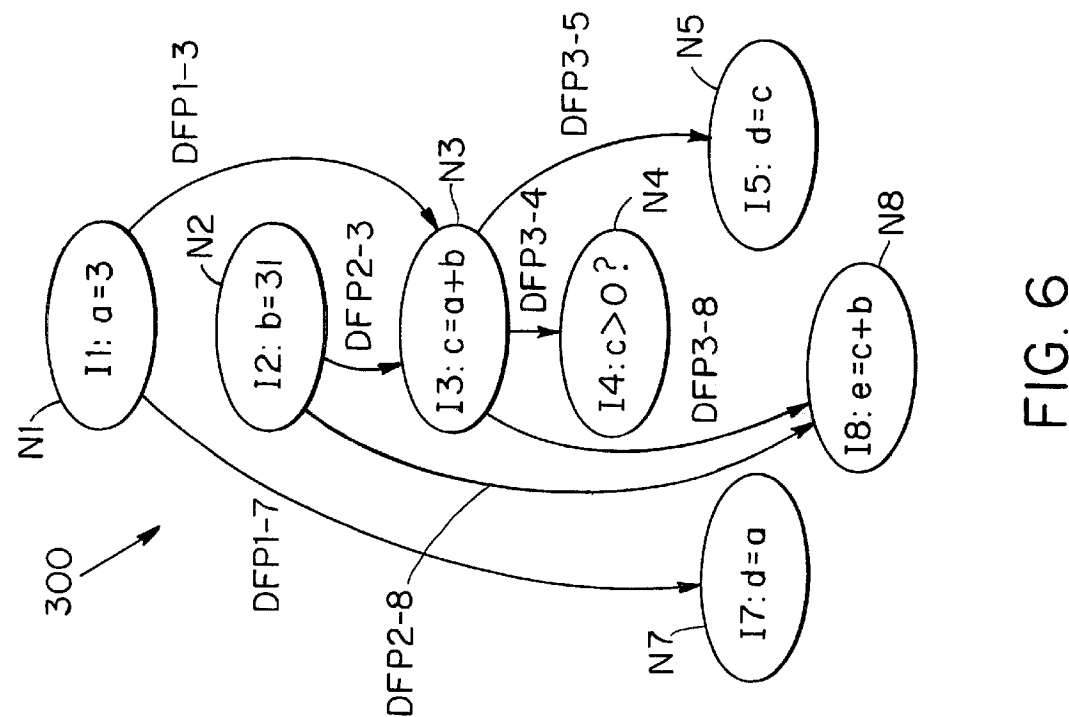 300
N1
I1: a=3
DFP1-3
N2
I2: b=31
DFP1-7
DFP2-3
N3
I3: c=a+b
DFP2-8
DFP3-4
DFP3-5
N4
I4: c>0?
N5
I5: d=c
DFP3-8
N7
I7: d=a
N8
I8: e=c+b
FIG. 6